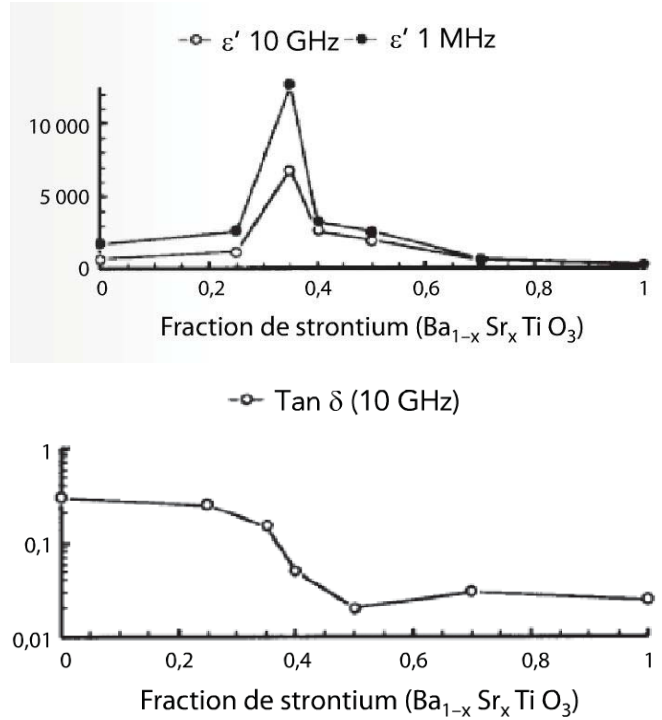 ε′ 10 GHz ε′ 1 MHz
10 000
5 000
0
0 0,2 0,4 0,6 0,8 1
Fraction de strontium (Ba₁₋ₓ Srₓ Ti O₃)
Tan δ (10 GHz)
1
0,1
0,01
0 0,2 0,4 0,6 0,8 1
Fraction de strontium (Ba₁₋ₓ Srₓ Ti O₃)